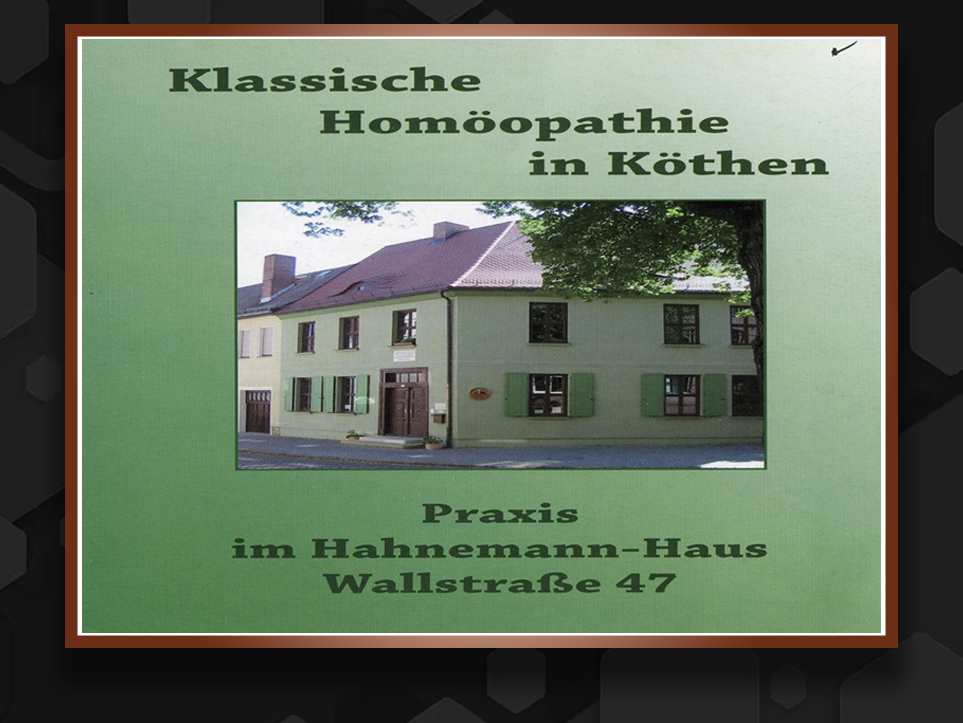 Klassische
Homöopathie
in Köthen
Praxis
im Hahnemann-Haus
Wallstraße 47